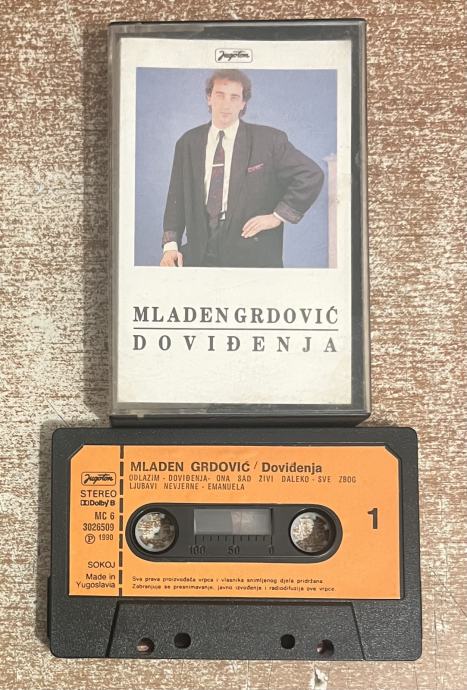 Jugoton
MLADEN GRDOVIĆ
DOVIĐENJA
Jugoton
STEREO
Dolby B
MC 6
3026509
Ⓟ 1990
SOKOJ
Made in
Yugoslavia
MLADEN GRDOVIĆ / Doviđenja
ODLAZIM - DOVIĐENJA - ONA SAD ŽIVI DALEKO - SVE ZBOG
LJUBAVI NEVJERNE - EMANUELA
1
100 50 0
Sva prava proizvođača vrpce i vlasnika snimljenog djela pridržana.
Zabranjuje se presnimavanje, javno izvođenje i radiodifuzija ove vrpce.